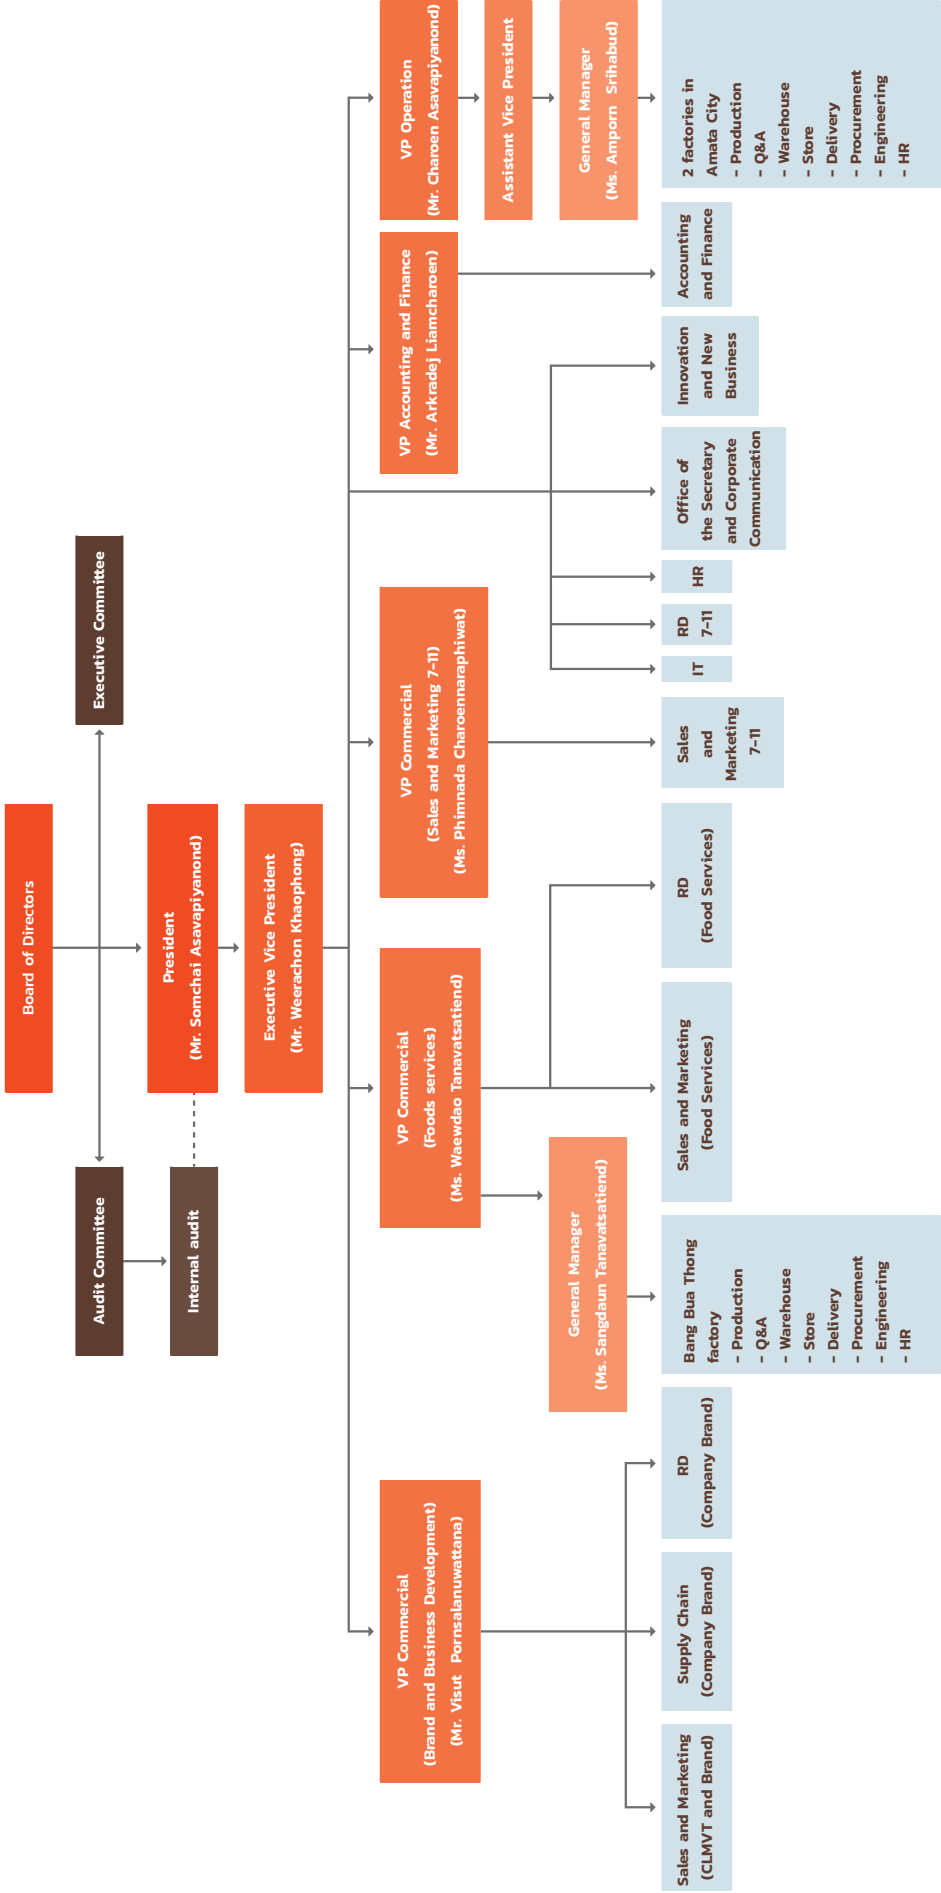 Board of Directors
Audit Committee
Executive Committee
Internal audit
President
(Mr. Somchai Asavapiyanond)
Executive Vice President
(Mr. Weerachon Khaophong)
VP Commercial
(Brand and Business Development)
(Mr. Visut Pornsalanuwattana)
VP Commercial
(Foods services)
(Ms. Waewdao Tanavatsatiend)
VP Commercial
(Sales and Marketing 7-11)
(Ms. Phimnada Charoennaraphiwat)
VP Accounting and Finance
(Mr. Arkradej Liamcharoen)
VP Operation
(Mr. Charoen Asavapiyanond)
Assistant Vice President
General Manager
(Ms. Sangdaun Tanavatsatiend)
General Manager
(Ms. Amporn Srihabud)
Sales and Marketing
(CLMVT and Brand)
Supply Chain
(Company Brand)
RD
(Company Brand)
Bang Bua Thong
factory
- Production
- Q&A
- Warehouse
- Store
- Delivery
- Procurement
- Engineering
- HR
Sales and Marketing
(Food Services)
RD
(Food Services)
Sales
and
Marketing
7-11
IT
RD
7-11
HR
Office of
the Secretary
and Corporate
Communication
Innovation
and New
Business
Accounting
and Finance
2 factories in
Amata City
- Production
- Q&A
- Warehouse
- Store
- Delivery
- Procurement
- Engineering
- HR